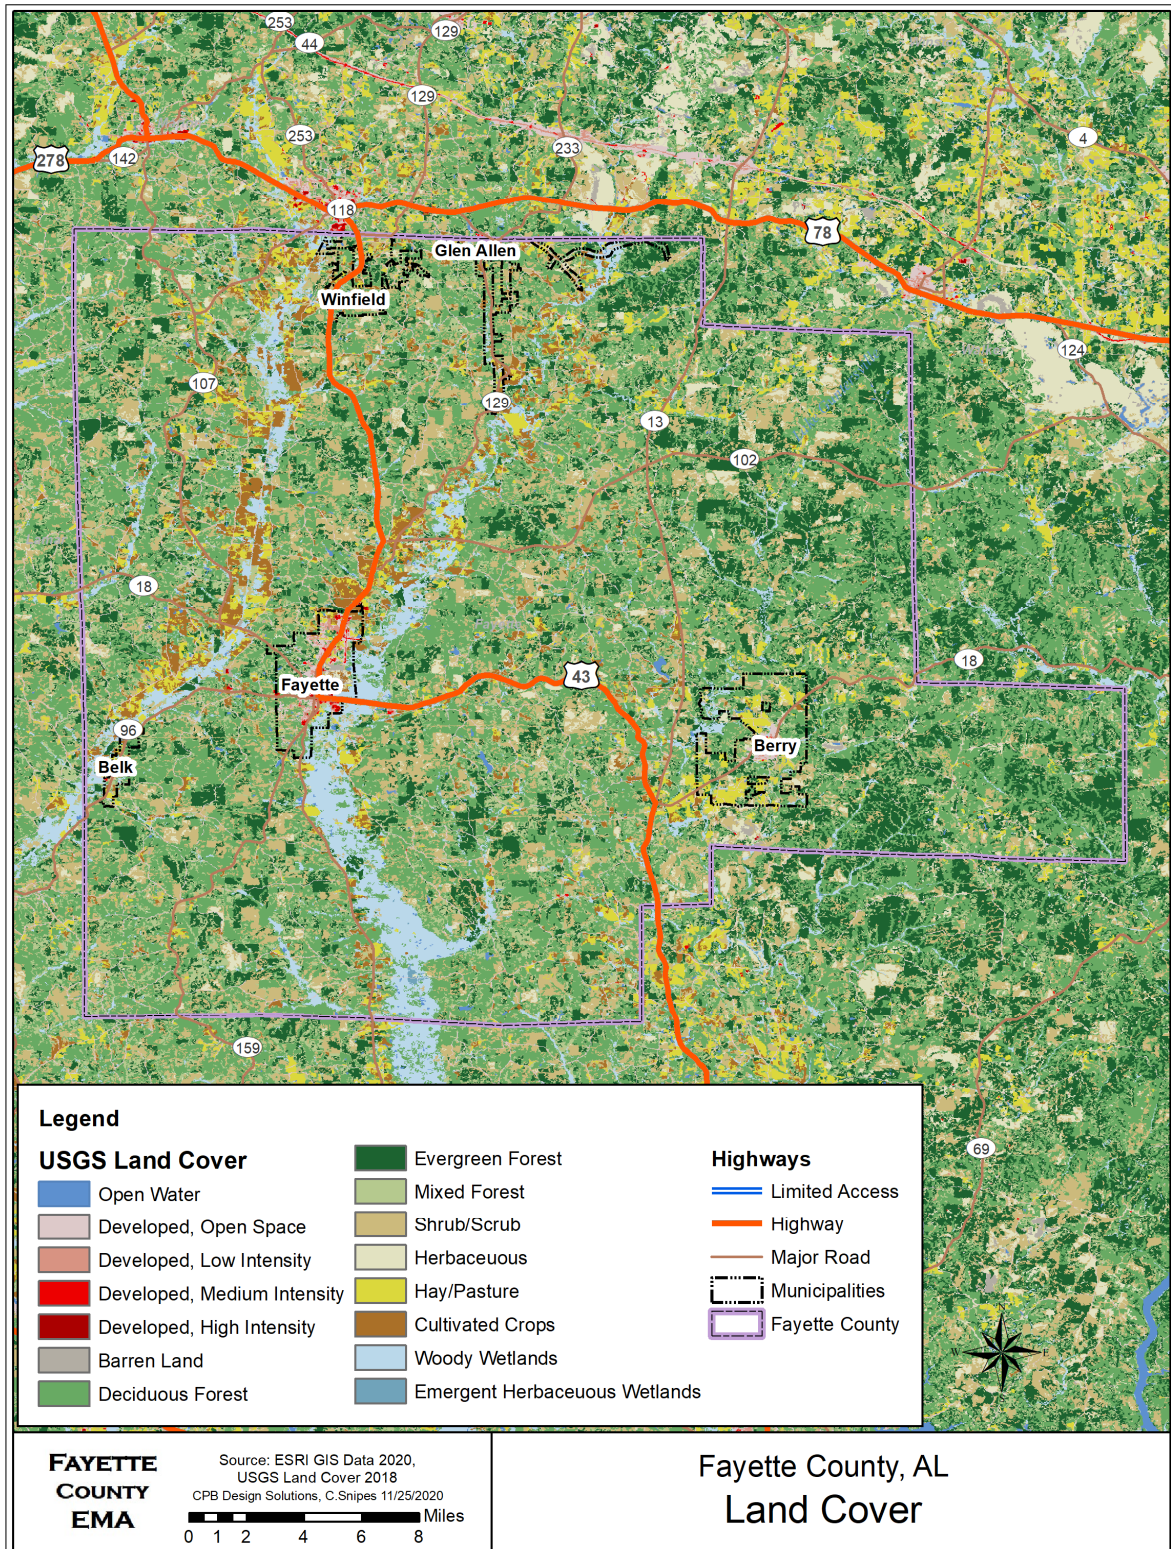 253
44
129
129
253
233
4
278
142
118
78
Glen Allen
Winfield
124
107
129
13
102
18
18
Fayette
43
96
Belk
Berry
159
69
Legend
USGS Land Cover
Open Water
Developed, Open Space
Developed, Low Intensity
Developed, Medium Intensity
Developed, High Intensity
Barren Land
Deciduous Forest
Evergreen Forest
Mixed Forest
Shrub/Scrub
Herbaceuous
Hay/Pasture
Cultivated Crops
Woody Wetlands
Emergent Herbaceuous Wetlands
Highways
Limited Access
Highway
Major Road
Municipalities
Fayette County
N
W
E
S
FAYETTE
COUNTY
EMA
Source: ESRI GIS Data 2020,
USGS Land Cover 2018
CPB Design Solutions, C.Snipes 11/25/2020
Miles
0 1 2 4 6 8
Fayette County, AL
Land Cover